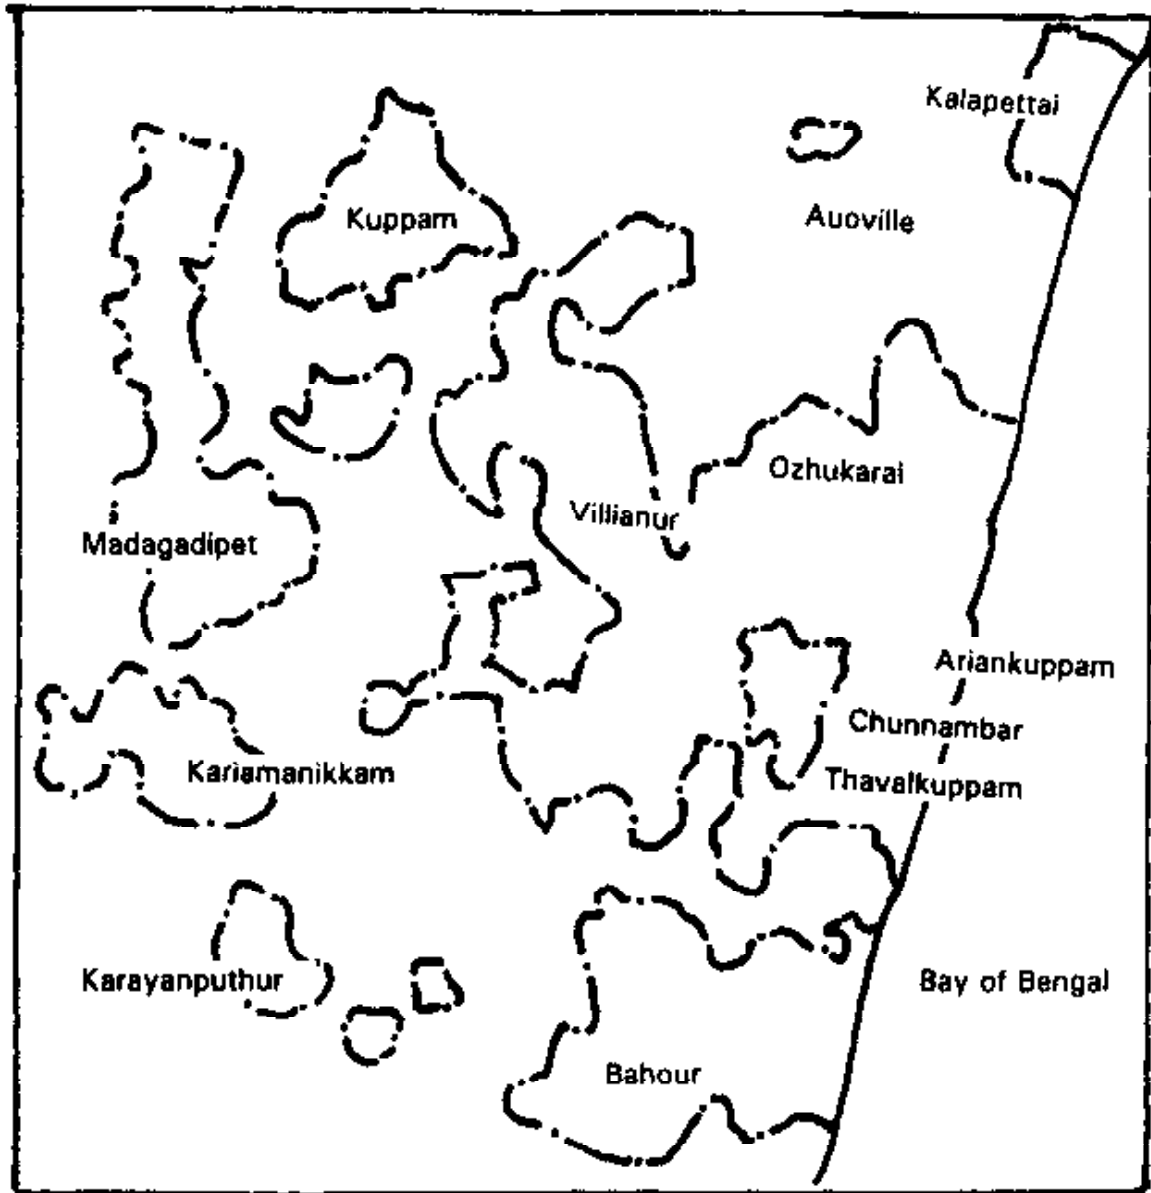 Kalapettai
Kuppam
Auoville
Ozhukarai
Villianur
Madagadipet
Ariankuppam
Chunnambar
Kariamanikkam
Thavalkuppam
Karayanputhur
Bay of Bengal
Bahour